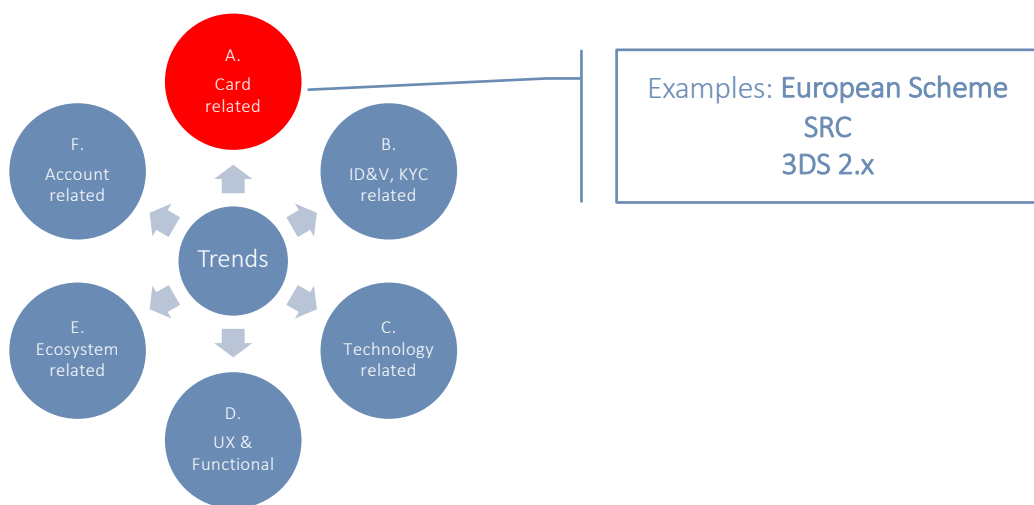 A.
Card
related
Examples: European Scheme
SRC
3DS 2.x
F.
Account
related
B.
ID&V, KYC
related
Trends
E.
Ecosystem
related
C.
Technology
related
D.
UX &
Functional